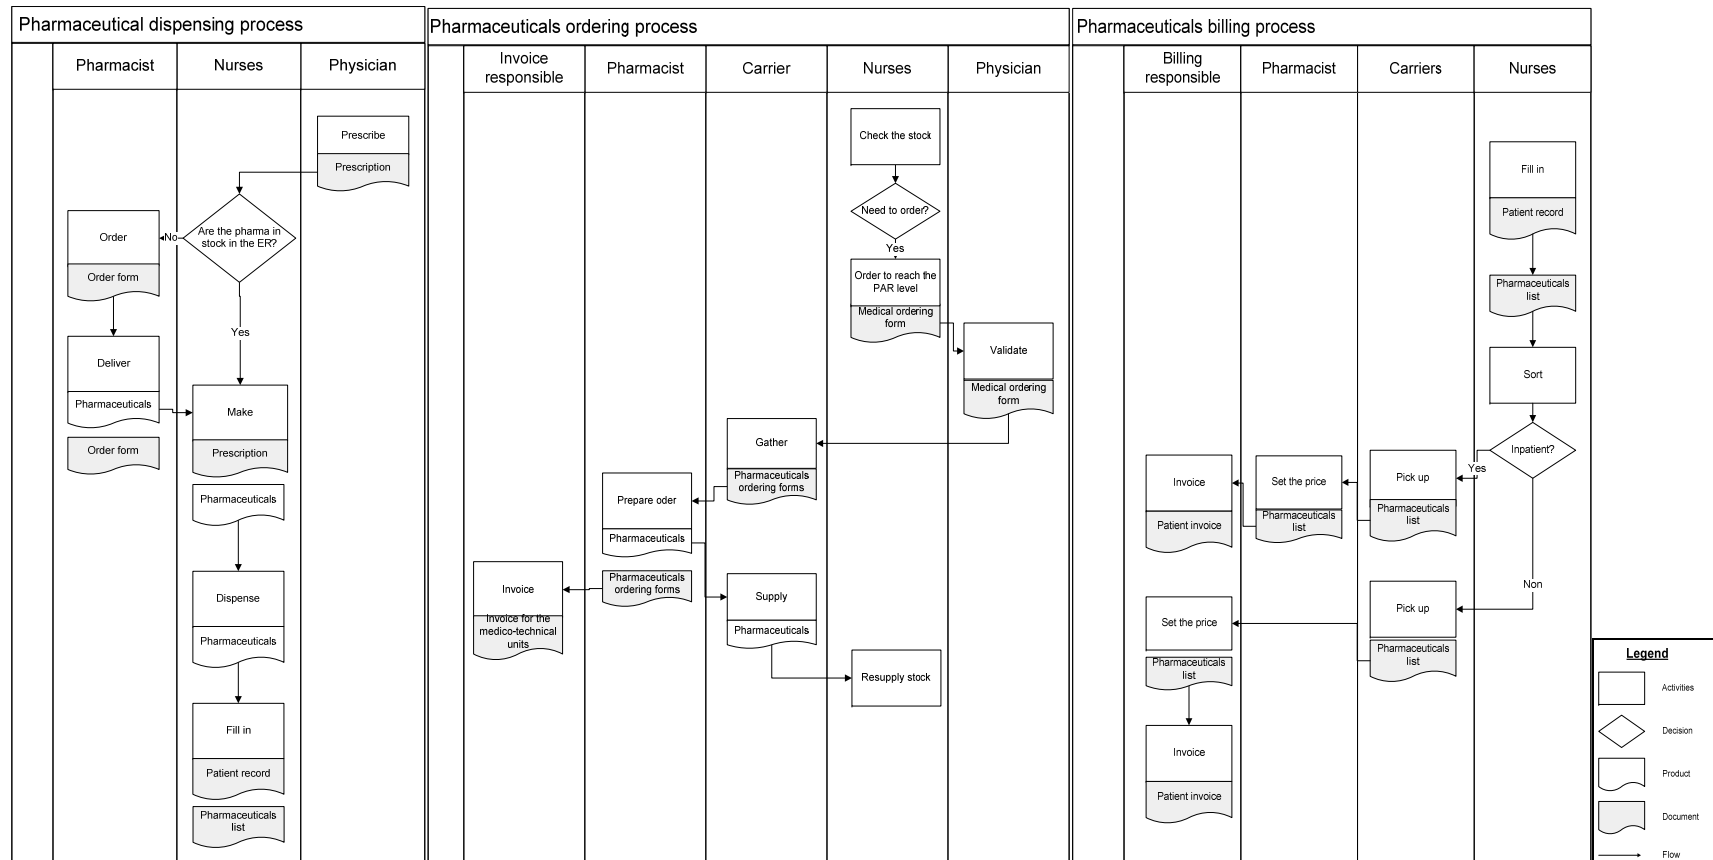 Pharmaceutical dispensing process
Pharmacist
Nurses
Physician
Prescribe
Prescription
Are the pharma in
stock in the ER?
No
Order
Order form
Yes
Deliver
Pharmaceuticals
Order form
Make
Prescription
Pharmaceuticals
Dispense
Pharmaceuticals
Fill in
Patient record
Pharmaceuticals
list
Pharmaceuticals ordering process
Invoice
responsible
Pharmacist
Carrier
Nurses
Physician
Check the stock
Need to order?
Yes
Order to reach the
PAR level
Medical ordering
form
Validate
Medical ordering
form
Gather
Pharmaceuticals
ordering forms
Prepare oder
Pharmaceuticals
Pharmaceuticals
ordering forms
Invoice
Invoice for the
medico-technical
units
Supply
Pharmaceuticals
Resupply stock
Pharmaceuticals billing process
Billing
responsible
Pharmacist
Carriers
Nurses
Fill in
Patient record
Pharmaceuticals
list
Sort
Inpatient?
Yes
Pick up
Pharmaceuticals
list
Set the price
Pharmaceuticals
list
Invoice
Patient invoice
Non
Pick up
Pharmaceuticals
list
Set the price
Pharmaceuticals
list
Invoice
Patient invoice
Legend
Activities
Decision
Product
Document
Flow